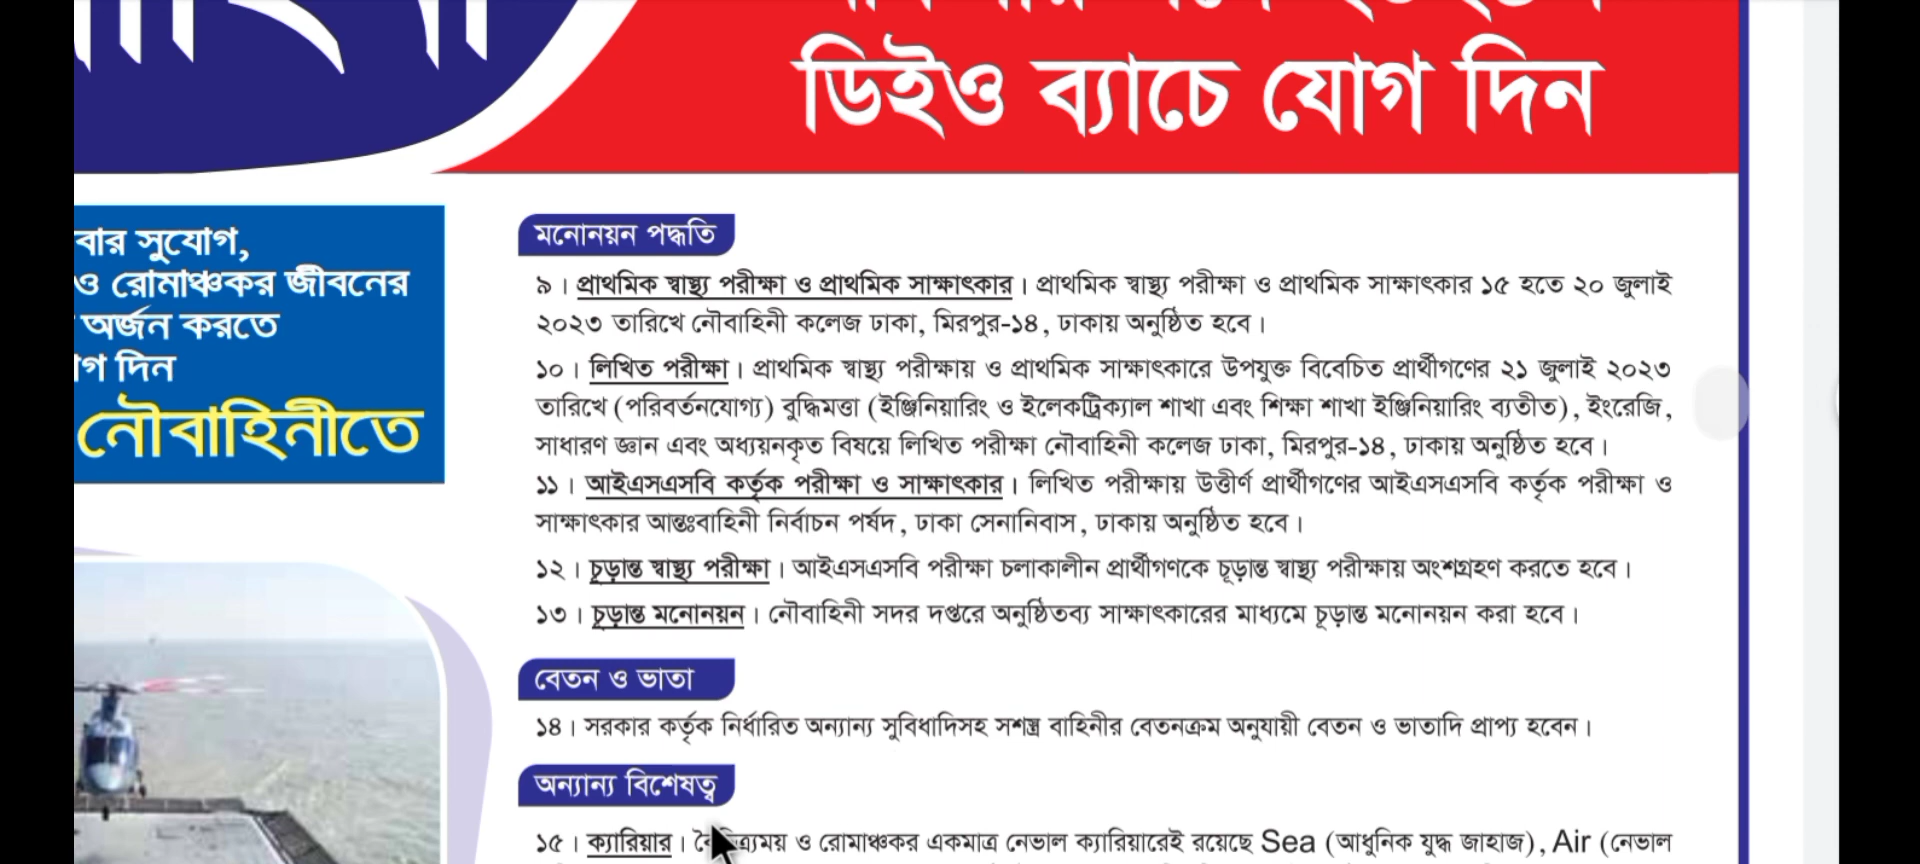 ডিইও ব্যাচে যোগ দিন
বার সুযোগ,
ও রোমাঞ্চকর জীবনের
অর্জন করতে
গ দিন
নৌবাহিনীতে
মনোনয়ন পদ্ধতি
৯। প্রাথমিক স্বাস্থ্য পরীক্ষা ও প্রাথমিক সাক্ষাৎকার। প্রাথমিক স্বাস্থ্য পরীক্ষা ও প্রাথমিক সাক্ষাৎকার ১৫ হতে ২০ জুলাই
২০২৩ তারিখে নৌবাহিনী কলেজ ঢাকা, মিরপুর-১৪, ঢাকায় অনুষ্ঠিত হবে।
১০। লিখিত পরীক্ষা। প্রাথমিক স্বাস্থ্য পরীক্ষায় ও প্রাথমিক সাক্ষাৎকারে উপযুক্ত বিবেচিত প্রার্থীগণের ২১ জুলাই ২০২৩
তারিখে (পরিবর্তনযোগ্য) বুদ্ধিমত্তা (ইঞ্জিনিয়ারিং ও ইলেকট্রিক্যাল শাখা এবং শিক্ষা শাখা ইঞ্জিনিয়ারিং ব্যতীত), ইংরেজি,
সাধারণ জ্ঞান এবং অধ্যয়নকৃত বিষয়ে লিখিত পরীক্ষা নৌবাহিনী কলেজ ঢাকা, মিরপুর-১৪, ঢাকায় অনুষ্ঠিত হবে।
১১। আইএসএসবি কর্তৃক পরীক্ষা ও সাক্ষাৎকার। লিখিত পরীক্ষায় উত্তীর্ণ প্রার্থীগণের আইএসএসবি কর্তৃক পরীক্ষা ও
সাক্ষাৎকার আন্তঃবাহিনী নির্বাচন পর্ষদ, ঢাকা সেনানিবাস, ঢাকায় অনুষ্ঠিত হবে।
১২। চূড়ান্ত স্বাস্থ্য পরীক্ষা। আইএসএসবি পরীক্ষা চলাকালীন প্রার্থীগণকে চূড়ান্ত স্বাস্থ্য পরীক্ষায় অংশগ্রহণ করতে হবে।
১৩। চূড়ান্ত মনোনয়ন। নৌবাহিনী সদর দপ্তরে অনুষ্ঠিতব্য সাক্ষাৎকারের মাধ্যমে চূড়ান্ত মনোনয়ন করা হবে।
বেতন ও ভাতা
১৪। সরকার কর্তৃক নির্ধারিত অন্যান্য সুবিধাদিসহ সশস্ত্র বাহিনীর বেতনক্রম অনুযায়ী বেতন ও ভাতাদি প্রাপ্য হবেন।
অন্যান্য বিশেষত্ব
১৫। ক্যারিয়ার। ও রোমাঞ্চকর একমাত্র নেভাল ক্যারিয়ারেই রয়েছে Sea (আধুনিক যুদ্ধ জাহাজ), Air (নেভাল